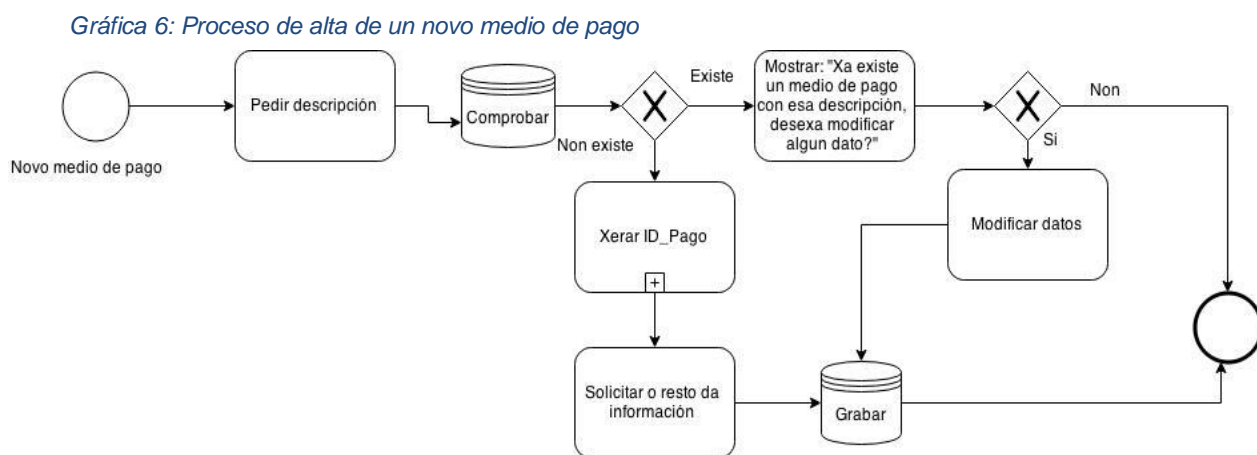 Gráfica 6: Proceso de alta de un novo medio de pago
Novo medio de pago
Pedir descripción
Comprobar
Existe
Non existe
Mostrar: "Xa existe
un medio de pago
con esa descripción,
desexa modificar
algun dato?"
Non
Si
Modificar datos
Xerar ID_Pago
+
Solicitar o resto da
información
Grabar